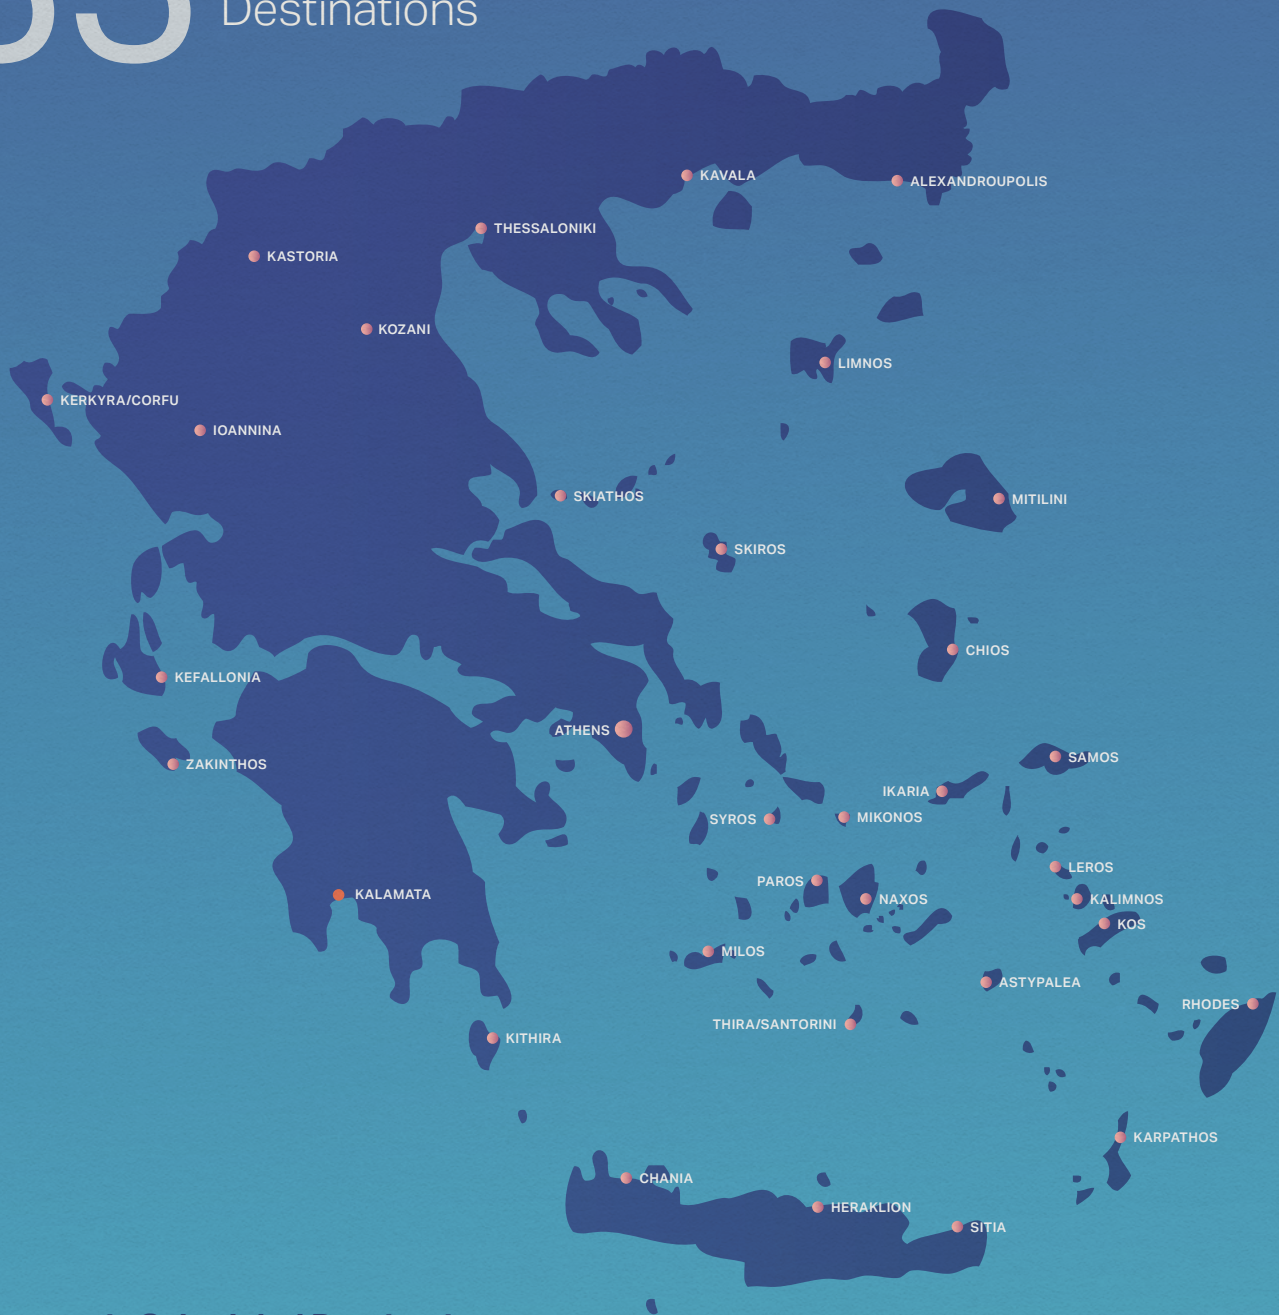 Destinations
KAVALA
ALEXANDROUPOLIS
THESSALONIKI
KASTORIA
KOZANI
LIMNOS
KERKYRA/CORFU
IOANNINA
SKIATHOS
MITILINI
SKIROS
CHIOS
KEFALLONIA
ATHENS
SAMOS
ZAKINTHOS
IKARIA
SYROS
MIKONOS
LEROS
PAROS
NAXOS
KALIMNOS
KALAMATA
KOS
MILOS
ASTYPALEA
RHODES
THIRA/SANTORINI
KITHIRA
KARPATHOS
CHANIA
HERAKLION
SITIA